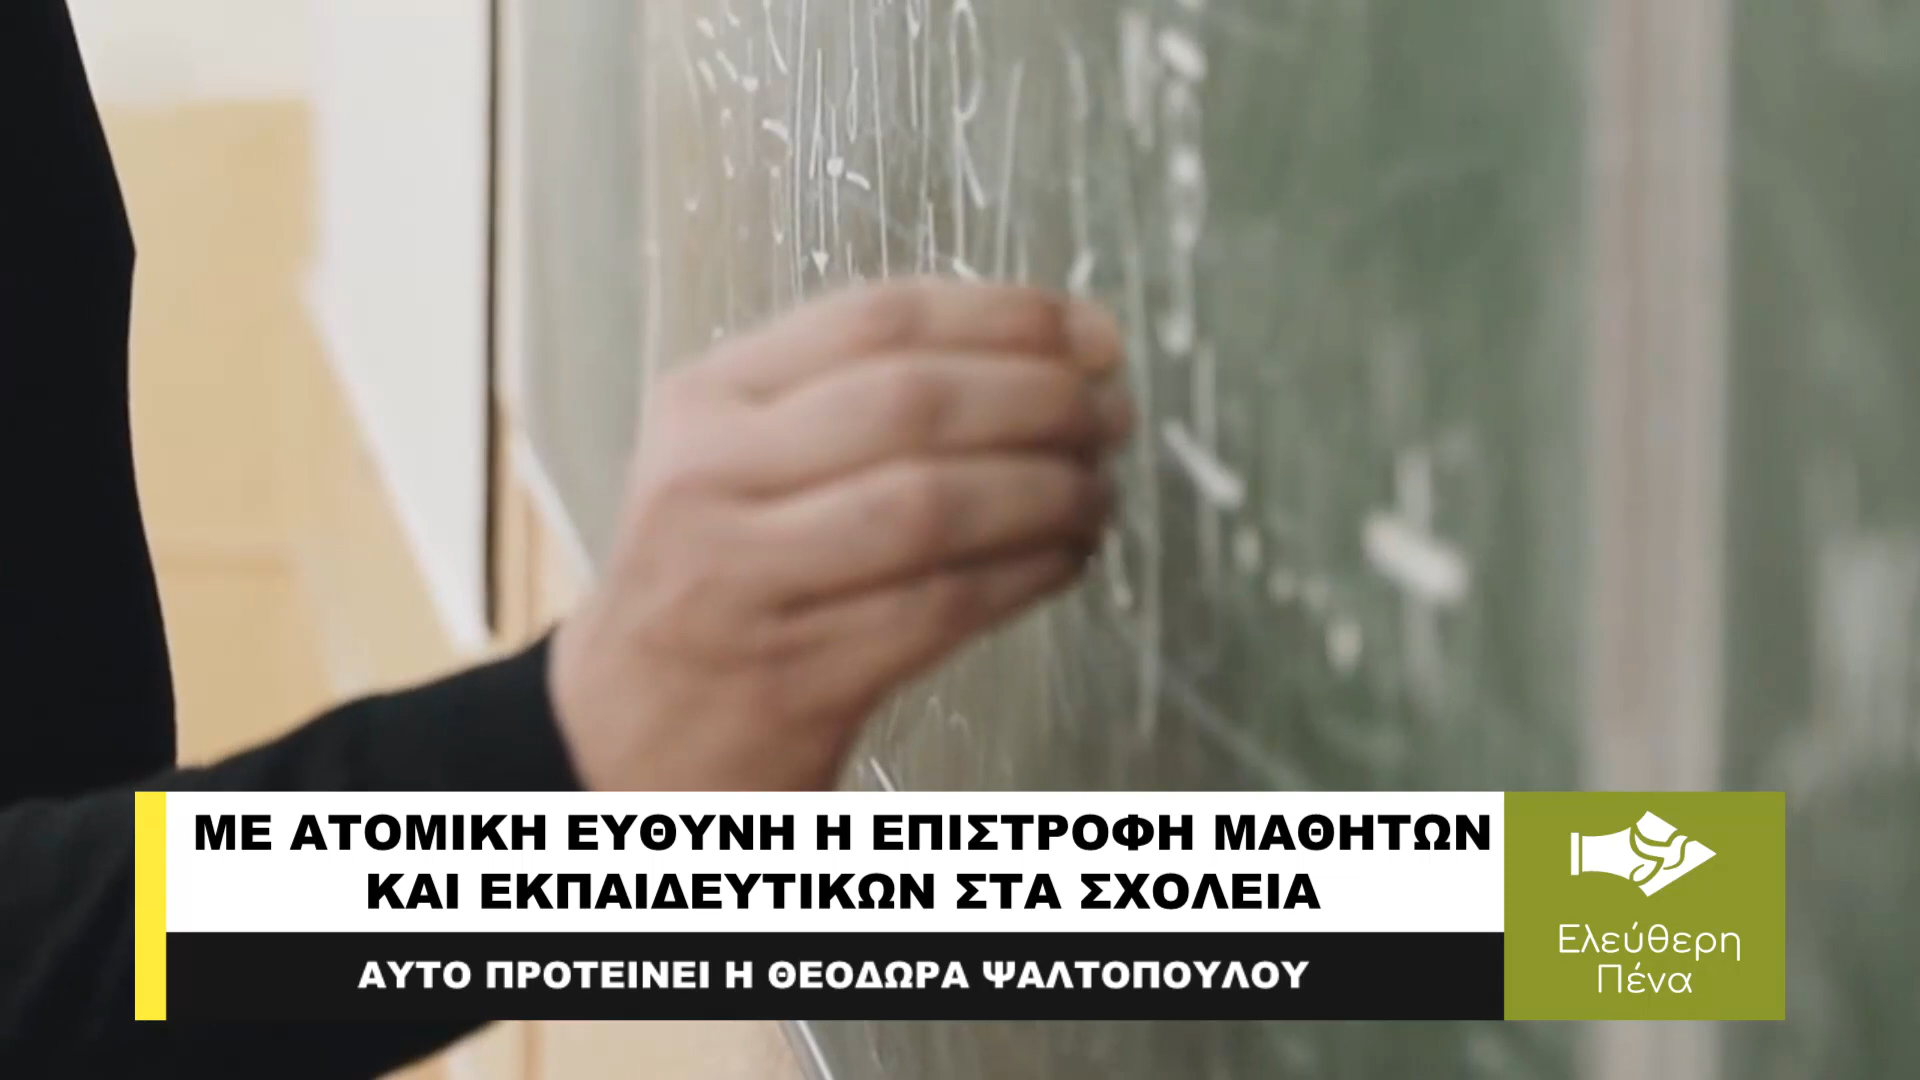 ΜΕ ΑΤΟΜΙΚΗ ΕΥΘΥΝΗ Η ΕΠΙΣΤΡΟΦΗ ΜΑΘΗΤΩΝ
ΚΑΙ ΕΚΠΑΙΔΕΥΤΙΚΩΝ ΣΤΑ ΣΧΟΛΕΙΑ
ΑΥΤΟ ΠΡΟΤΕΙΝΕΙ Η ΘΕΟΔΩΡΑ ΨΑΛΤΟΠΟΥΛΟΥ
Ελεύθερη
Πένα